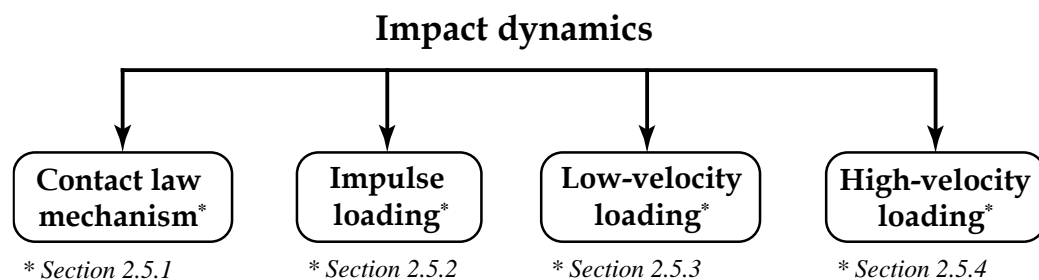 Impact dynamics
Contact law
mechanism*
Impulse
loading*
Low-velocity
loading*
High-velocity
loading*
* Section 2.5.1
* Section 2.5.2
* Section 2.5.3
* Section 2.5.4